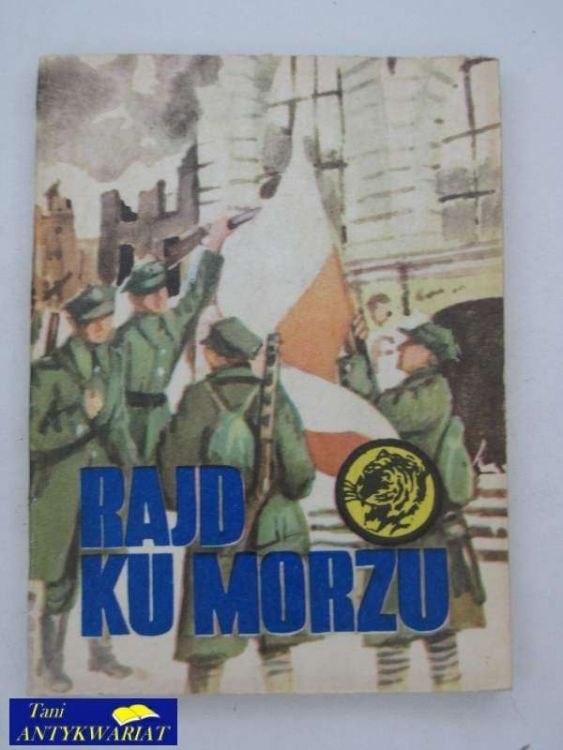 RAJD
KU MORZU
Tani
ANTYKWARIAT